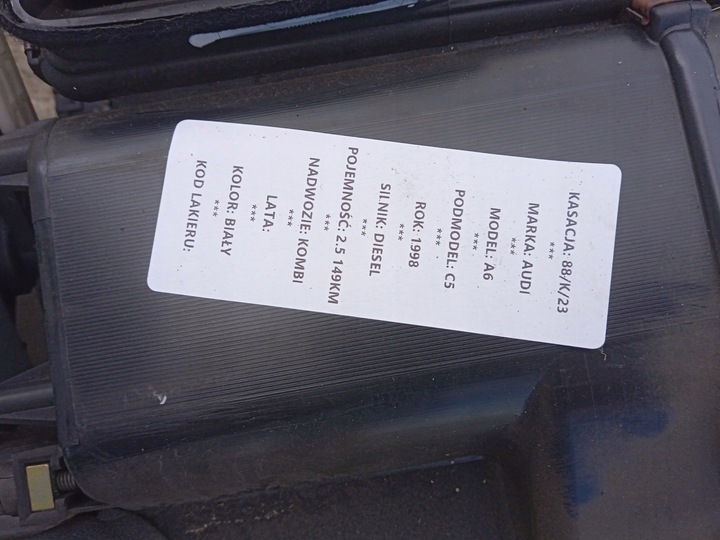 KASACJA: 88/K/23
***
MARKA: AUDI
***
MODEL: A6
***
PODMODEL: C5
***
ROK: 1998
***
SILNIK: DIESEL
***
POJEMNOŚĆ: 2.5 149KM
***
NADWOZIE: KOMBI
***
LATA:
***
KOLOR: BIAŁY
***
KOD LAKIERU: